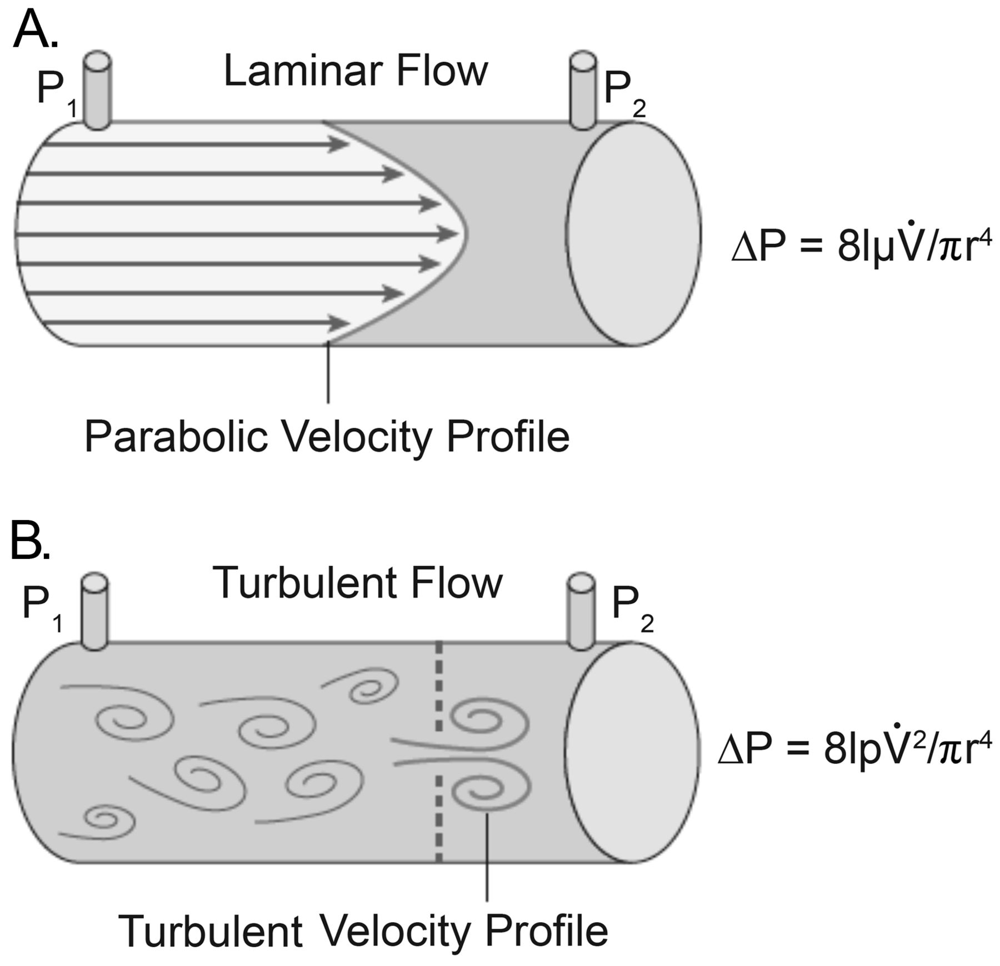 A.
Laminar Flow
P1
P2
ΔP = 8lμV̇/πr⁴
Parabolic Velocity Profile
B.
Turbulent Flow
P1
P2
ΔP = 8lpV̇²/πr⁴
Turbulent Velocity Profile